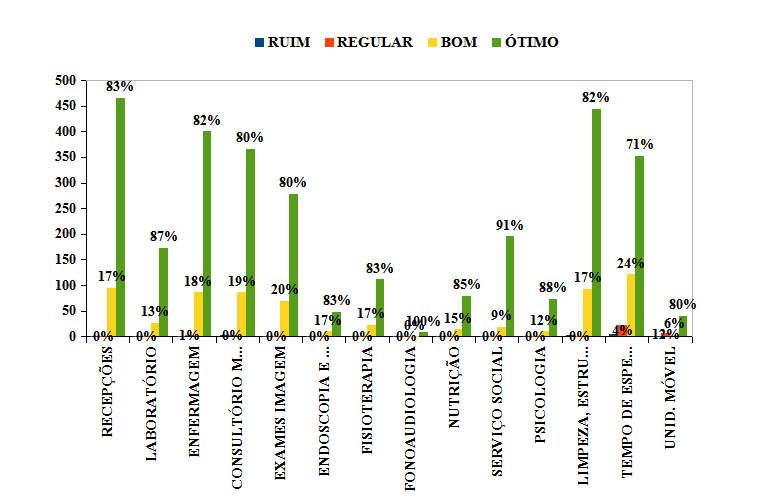 RUIM REGULAR BOM ÓTIMO
500
450
400
350
300
250
200
150
100
50
0
83% 87% 82% 80% 80% 83% 83% 100% 85% 91% 88% 82% 71% 80%
17% 13% 18% 19% 20% 17% 17% 0% 15% 9% 12% 17% 24% 6%
0% 0% 1% 0% 0% 0% 0% 0% 0% 0% 0% 4% 12%
RECEPÇÕES
LABORATÓRIO
ENFERMAGEM
CONSULTÓRIO M...
EXAMES IMAGEM
ENDOSCOPIA E ...
FISIOTERAPIA
FONOAUDIOLOGIA
NUTRIÇÃO
SERVIÇO SOCIAL
PSICOLOGIA
LIMPEZA, ESTRU...
TEMPO DE ESPE...
UNID. MÓVEL